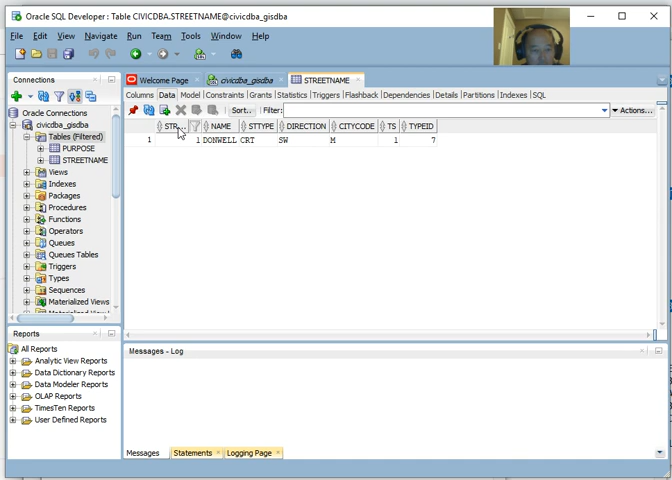 Oracle SQL Developer : Table CIVICDBA.STREETNAME@civicdba_gisdba
File Edit View Navigate Run Team Tools Window Help
Connections
Welcome Page
civicdba_gisdba
STREETNAME
Columns Data Model Constraints Grants Statistics Triggers Flashback Dependencies Details Partitions Indexes SQL
Sort.. Filter: Actions...
STR... NAME STTYPE DIRECTION CITYCODE TS TYPEID
1 1 DONWELL CRT SW M 1 7
Oracle Connections
civicdba_gisdba
Tables (Filtered)
PURPOSE
STREETNAME
Views
Indexes
Packages
Procedures
Functions
Operators
Queues
Queues Tables
Triggers
Types
Sequences
Materialized Views
Reports
All Reports
Analytic View Reports
Data Dictionary Reports
Data Modeler Reports
OLAP Reports
TimesTen Reports
User Defined Reports
Messages - Log
Messages Statements Logging Page